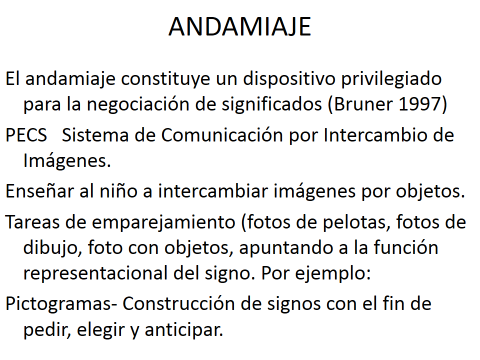 ANDAMIAJE
El andamiaje constituye un dispositivo privilegiado
para la negociación de significados (Bruner 1997)
PECS   Sistema de Comunicación por Intercambio de
Imágenes.
Enseñar al niño a intercambiar imágenes por objetos.
Tareas de emparejamiento (fotos de pelotas, fotos de
dibujo, foto con objetos, apuntando a la función
representacional del signo. Por ejemplo:
Pictogramas- Construcción de signos con el fin de
pedir, elegir y anticipar.